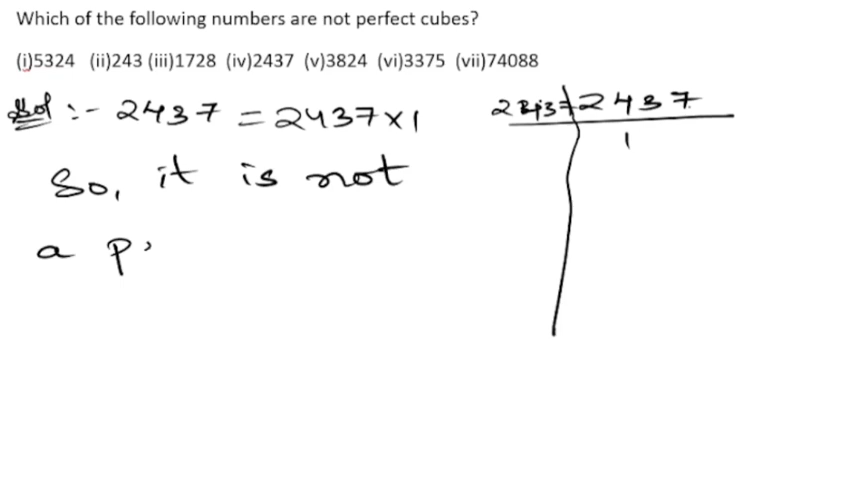 Which of the following numbers are not perfect cubes?
(i)5324 (ii)243 (iii)1728 (iv)2437 (v)3824 (vi)3375 (vii)74088
Sol :- 2437 = 2437 × 1
2437 2437
1
So, it is not
a p